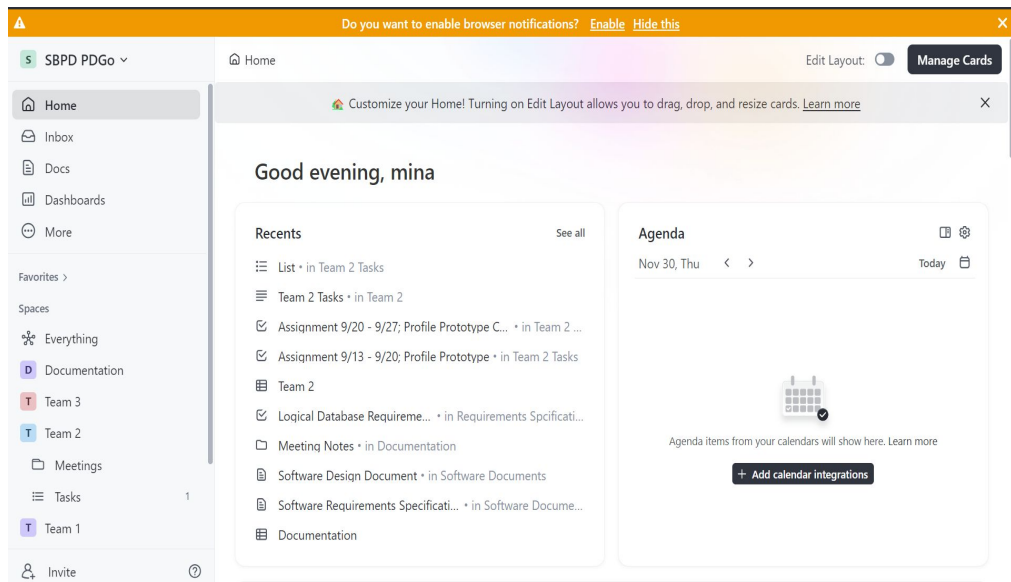 Do you want to enable browser notifications? Enable Hide this
S SBPD PDGo
Home
Edit Layout:
Manage Cards
Home
Inbox
Docs
Dashboards
More
Favorites >
Spaces
Everything
D Documentation
T Team 3
T Team 2
Meetings
Tasks 1
T Team 1
Invite
Customize your Home! Turning on Edit Layout allows you to drag, drop, and resize cards. Learn more
Good evening, mina
Recents See all
List • in Team 2 Tasks
Team 2 Tasks • in Team 2
Assignment 9/20 - 9/27; Profile Prototype C... • in Team 2 ...
Assignment 9/13 - 9/20; Profile Prototype • in Team 2 Tasks
Team 2
Logical Database Requireme... • in Requirements Spcificati...
Meeting Notes • in Documentation
Software Design Document • in Software Documents
Software Requirements Specificati... • in Software Docume...
Documentation
Agenda
Nov 30, Thu < > Today
Agenda items from your calendars will show here. Learn more
+ Add calendar integrations